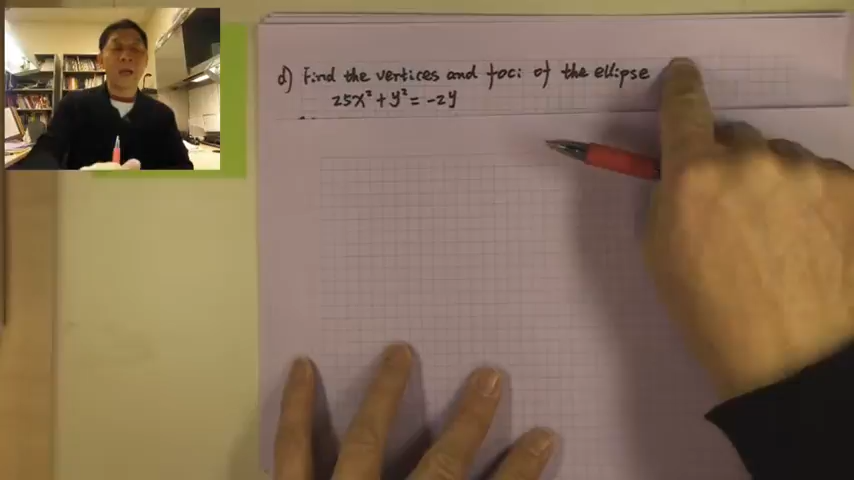 d) Find the vertices and foci of the ellipse
25x² + y² = -2y